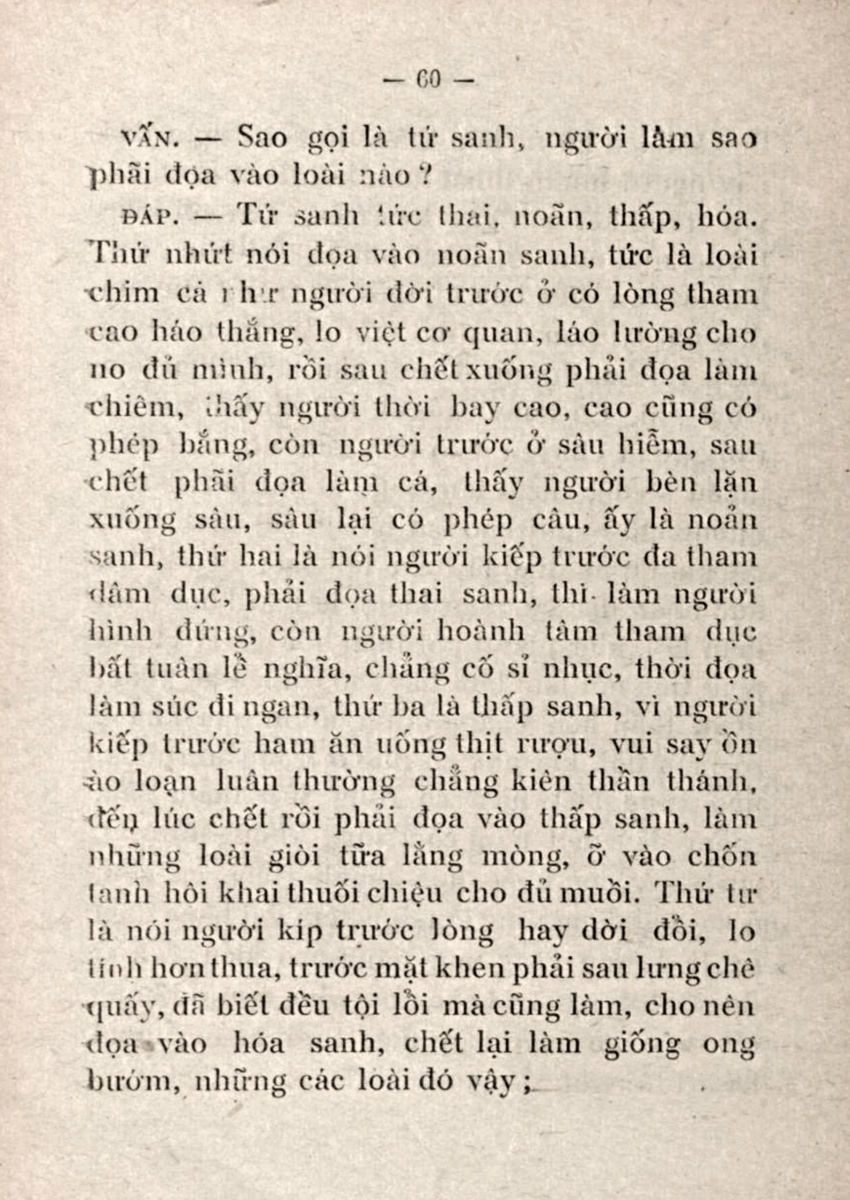 — 60 —
VẤN. — Sao gọi là tứ sanh, người làm sao
phãi đọa vào loài nào ?
ĐÁP. — Tứ sanh tức thai, noãn, thấp, hóa.
Thứ nhứt nói đọa vào noãn sanh, tức là loài
chim cá như người đời trước ở có lòng tham
cao háo thắng, lo việt cơ quan, láo lường cho
no đủ mình, rồi sau chết xuống phải đọa làm
chiêm, thấy người thời bay cao, cao cũng có
phép bắng, còn người trước ở sâu hiễm, sau
chết phãi đọa làm cá, thấy người bèn lặn
xuống sâu, sâu lại có phép câu, ấy là noản
sanh, thứ hai là nói người kiếp trước đa tham
dâm dục, phải đọa thai sanh, thì làm người
hình đứng, còn người hoành tâm tham dục
bất tuân lễ nghĩa, chẳng cố sỉ nhục, thời đọa
làm súc đi ngan, thứ ba là thấp sanh, vì người
kiếp trước ham ăn uống thịt rượu, vui say ồn
ào loạn luân thường chẳng kiên thần thánh,
đến lúc chết rồi phải đọa vào thấp sanh, làm
những loài giòi tữa lằng mòng, ỡ vào chốn
tanh hôi khai thuối chiệu cho đủ muồi. Thứ tư
là nói người kíp trước lòng hay dời đồi, lo
tính hơn thua, trước mặt khen phải sau lưng chê
quấy, đã biết đều tội lồi mà cũng làm, cho nên
đọa vào hóa sanh, chết lại làm giống ong
bướm, những các loài đó vậy ;